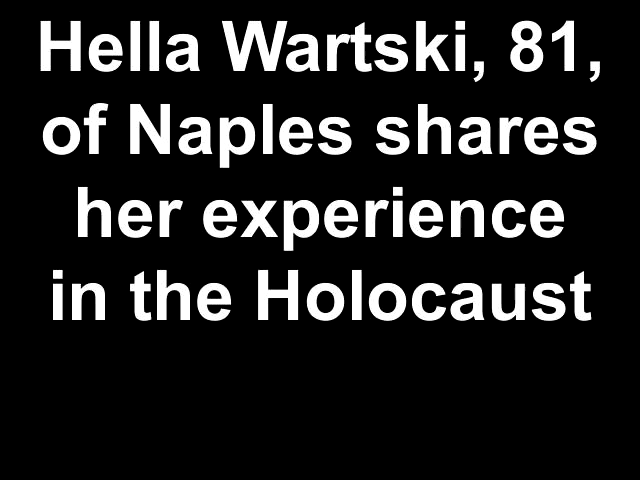 Hella Wartski, 81,
of Naples shares
her experience
in the Holocaust